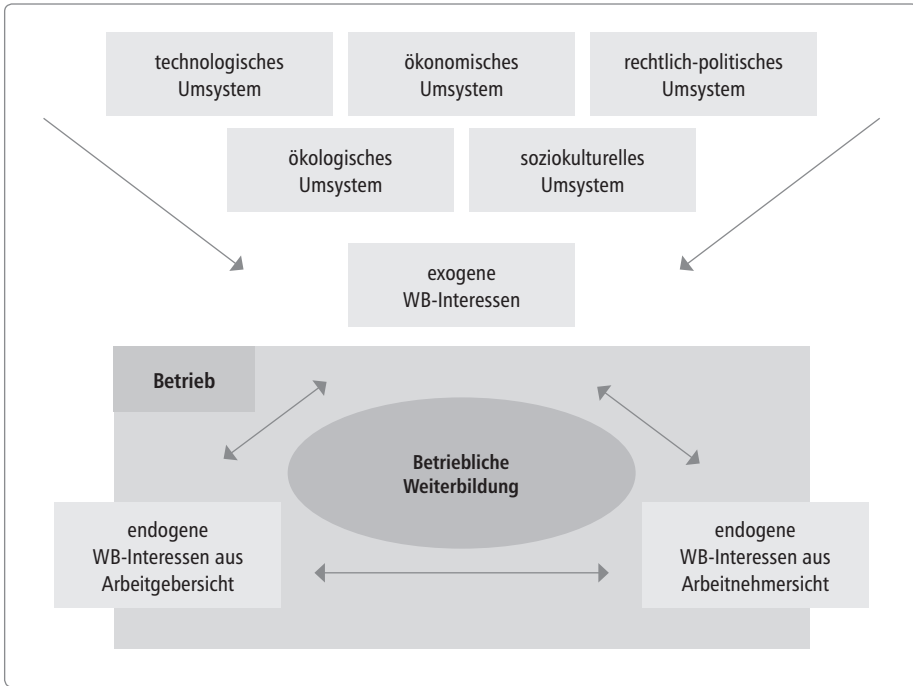 technologisches
Umsystem
ökonomisches
Umsystem
rechtlich-politisches
Umsystem
ökologisches
Umsystem
soziokulturelles
Umsystem
exogene
WB-Interessen
Betrieb
Betriebliche
Weiterbildung
endogene
WB-Interessen aus
Arbeitgebersicht
endogene
WB-Interessen aus
Arbeitnehmersicht